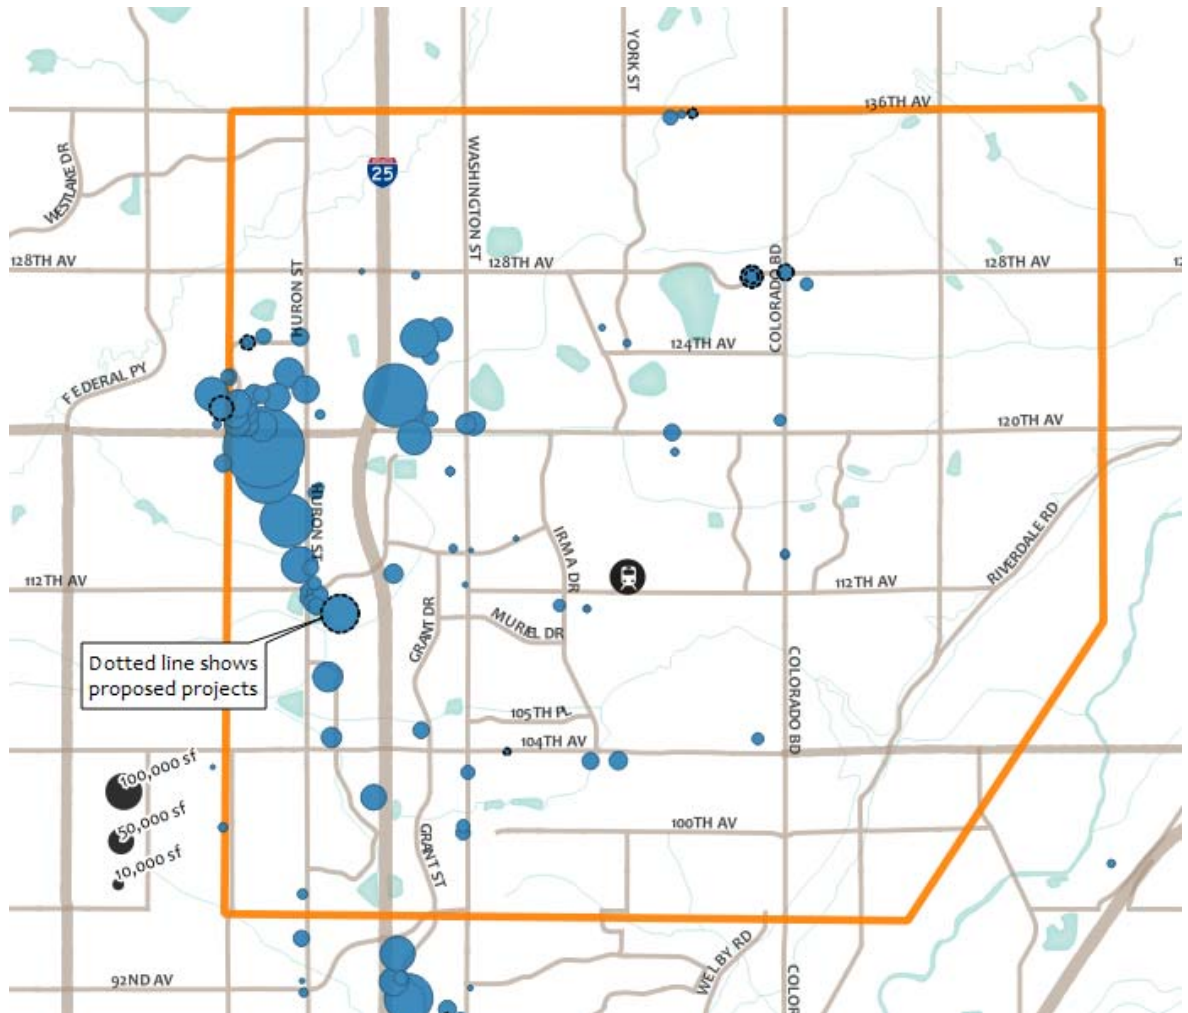 YORK ST
136TH AV
WESTLAKE DR
25
WASHINGTON ST
128TH AV
HURON ST
128TH AV
COLORADO BD
128TH AV
12
124TH AV
FEDERAL PY
120TH AV
HURON ST
IRMA DR
RIVERDALE RD
112TH AV
112TH AV
GRANT DR
MURIEL DR
Dotted line shows
proposed projects
COLORADO BD
105TH PL
104TH AV
100,000 sf
50,000 sf
10,000 sf
100TH AV
GRANT ST
WELBY RD
92ND AV
COLOR